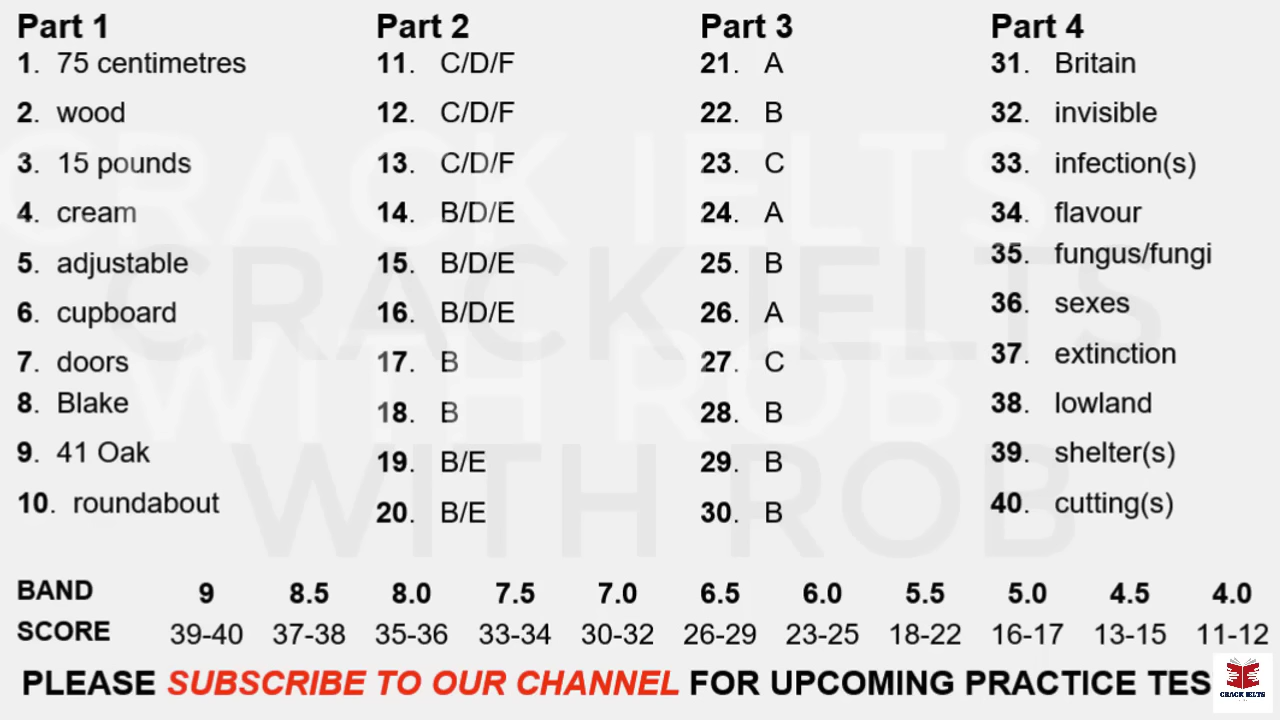 Part 1
1. 75 centimetres
2. wood
3. 15 pounds
4. cream
5. adjustable
6. cupboard
7. doors
8. Blake
9. 41 Oak
10. roundabout
Part 2
11. C/D/F
12. C/D/F
13. C/D/F
14. B/D/E
15. B/D/E
16. B/D/E
17. B
18. B
19. B/E
20. B/E
Part 3
21. A
22. B
23. C
24. A
25. B
26. A
27. C
28. B
29. B
30. B
Part 4
31. Britain
32. invisible
33. infection(s)
34. flavour
35. fungus/fungi
36. sexes
37. extinction
38. lowland
39. shelter(s)
40. cutting(s)
CRACK IELTS
WITH ROB
CRACK IELTS
WITH ROB
BAND 9 8.5 8.0 7.5 7.0 6.5 6.0 5.5 5.0 4.5 4.0
SCORE 39-40 37-38 35-36 33-34 30-32 26-29 23-25 18-22 16-17 13-15 11-12
PLEASE SUBSCRIBE TO OUR CHANNEL FOR UPCOMING PRACTICE TES
CRACK IELTS